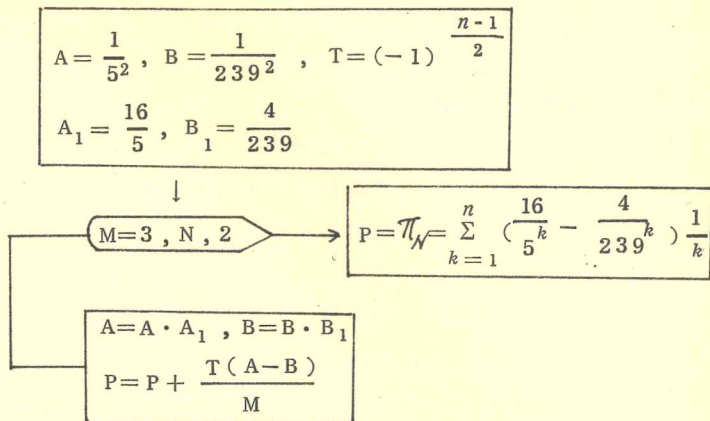 A = 1/5², B = 1/239², T = (−1)^((n-1)/2)
A₁ = 16/5, B₁ = 4/239
↓
M=3, N, 2
P = π_N = Σ_{k=1}^{n} (16/5^k − 4/239^k) 1/k
A = A · A₁, B = B · B₁
P = P + T(A−B)/M